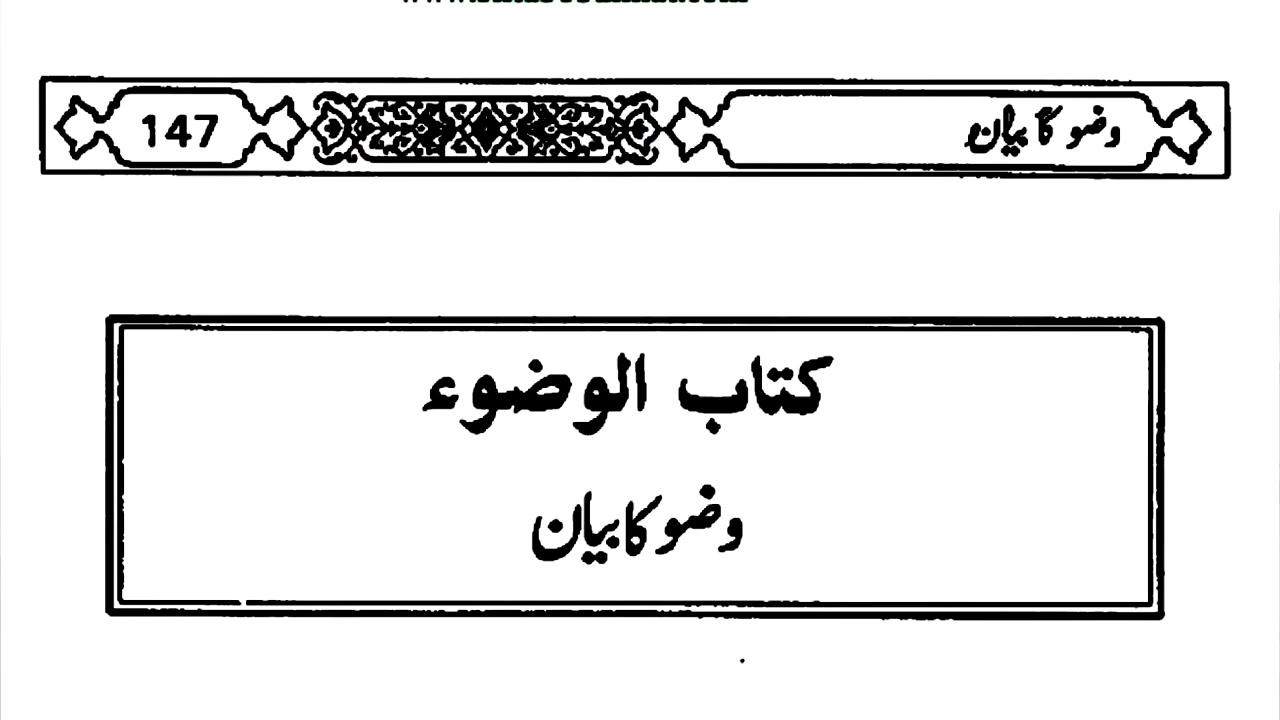 وضو کا بیان 147
كتاب الوضوء
وضو کا بیان